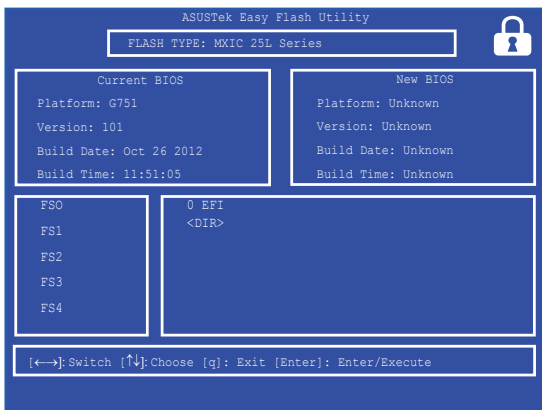 ASUSTek Easy Flash Utility
FLASH TYPE: MXIC 25L Series
Current BIOS
Platform: G751
Version: 101
Build Date: Oct 26 2012
Build Time: 11:51:05
New BIOS
Platform: Unknown
Version: Unknown
Build Date: Unknown
Build Time: Unknown
FSO
FS1
FS2
FS3
FS4
0 EFI
<DIR>
[←→]: Switch [↑↓]: Choose [q]: Exit [Enter]: Enter/Execute